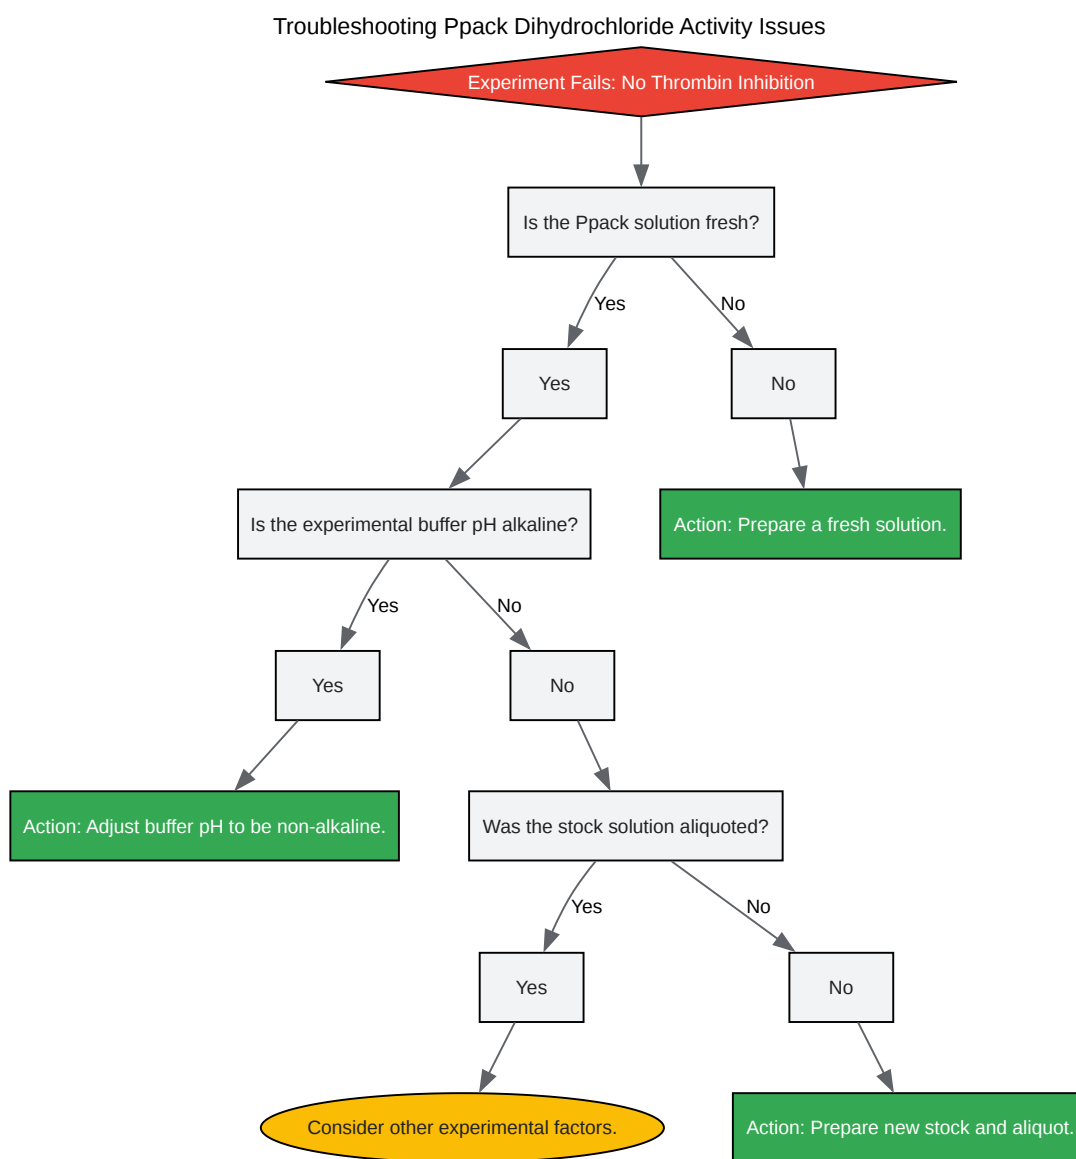 Troubleshooting Ppack Dihydrochloride Activity Issues
Experiment Fails: No Thrombin Inhibition
Is the Ppack solution fresh?
Yes
No
Yes
No
Is the experimental buffer pH alkaline?
Action: Prepare a fresh solution.
Yes
No
Yes
No
Action: Adjust buffer pH to be non-alkaline.
Was the stock solution aliquoted?
Yes
No
Yes
No
Consider other experimental factors.
Action: Prepare new stock and aliquot.